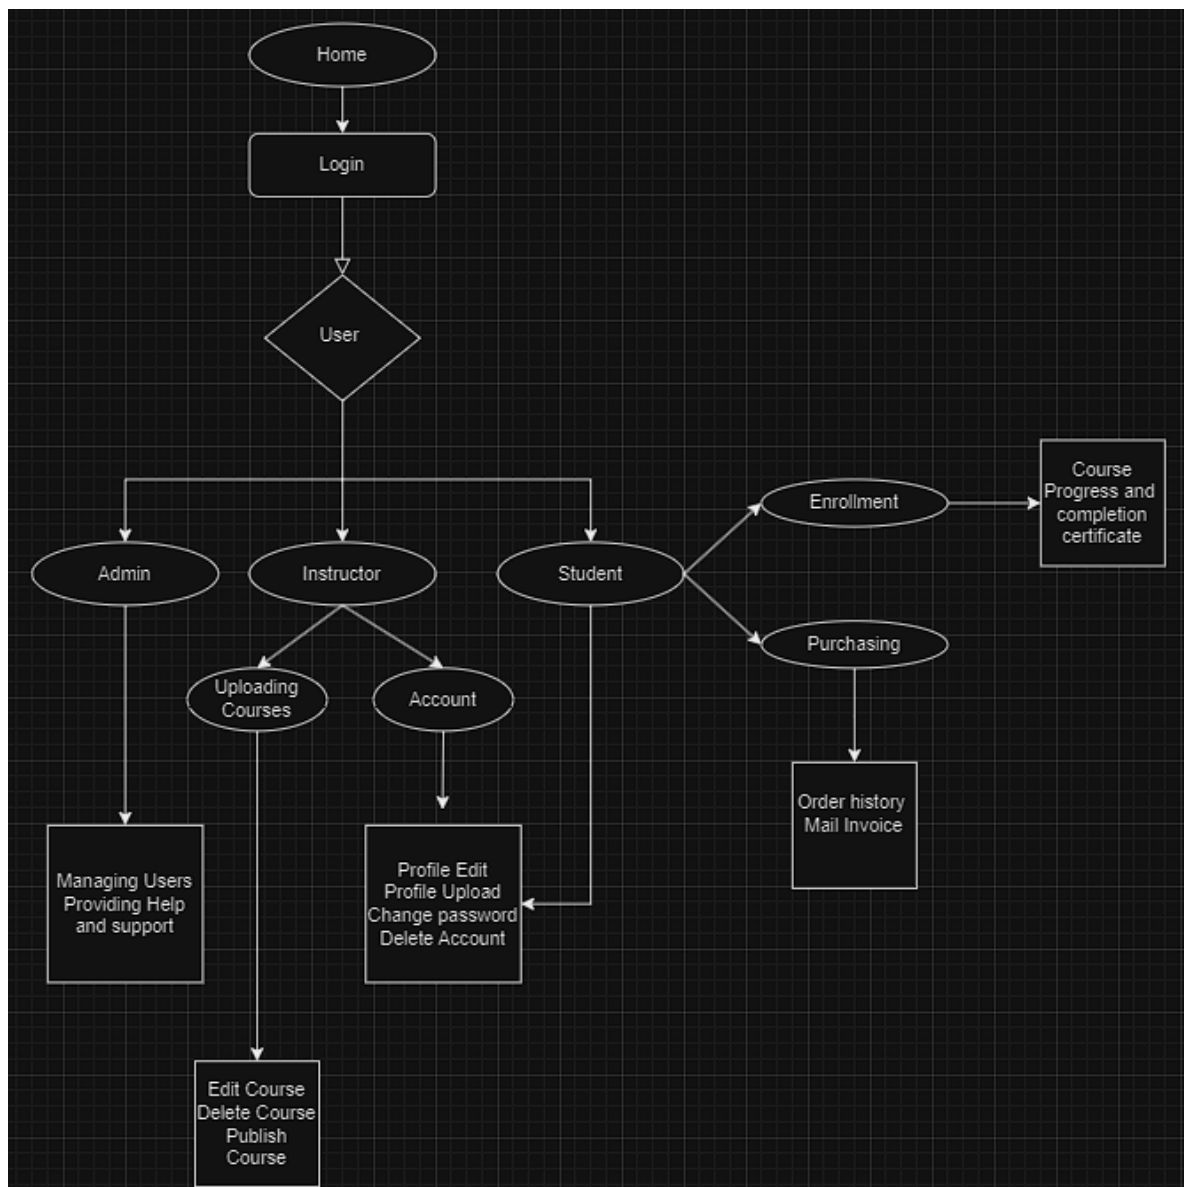 Home
Login
User
Admin
Instructor
Student
Enrollment
Course
Progress and
completion
certificate
Purchasing
Uploading
Courses
Account
Order history
Mail Invoice
Managing Users
Providing Help
and support
Profile Edit
Profile Upload
Change password
Delete Account
Edit Course
Delete Course
Publish
Course